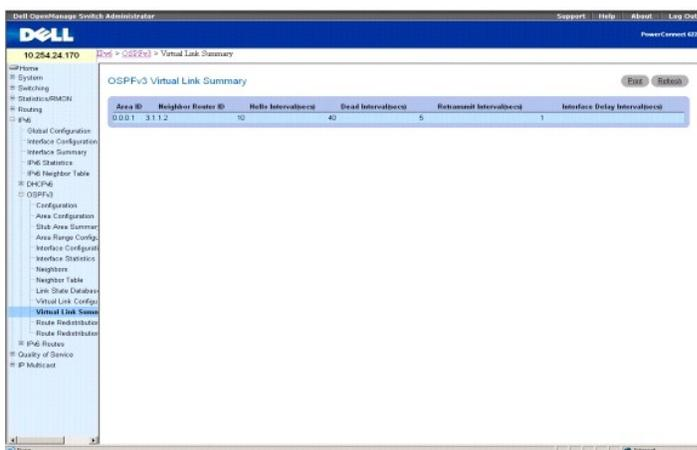 Dell OpenManage Switch Administrator
Support Help About Log Out
DELL
PowerConnect 622
10.254.24.170
IPv6 > OSPFv3 > Virtual Link Summary
Home
System
Switching
Statistics/RMON
Routing
IPv6
Global Configuration
Interface Configuration
Interface Summary
IPv6 Statistics
IPv6 Neighbor Table
DHCPv6
OSPFv3
Configuration
Area Configuration
Stub Area Summar
Area Range Configu
Interface Configurati
Interface Statistics
Neighbors
Neighbor Table
Link State Databas
Virtual Link Configu
Virtual Link Summ
Route Redistribution
Route Redistribution
IPv6 Routes
Quality of Service
IP Multicast
OSPFv3 Virtual Link Summary
Print Refresh
Area ID Neighbor Router ID Hello Interval(secs) Dead Interval(secs) Retransmit Interval(secs) Interface Delay Interval(secs)
0.0.0.1 3.1.1.2 10 40 5 1
Internet